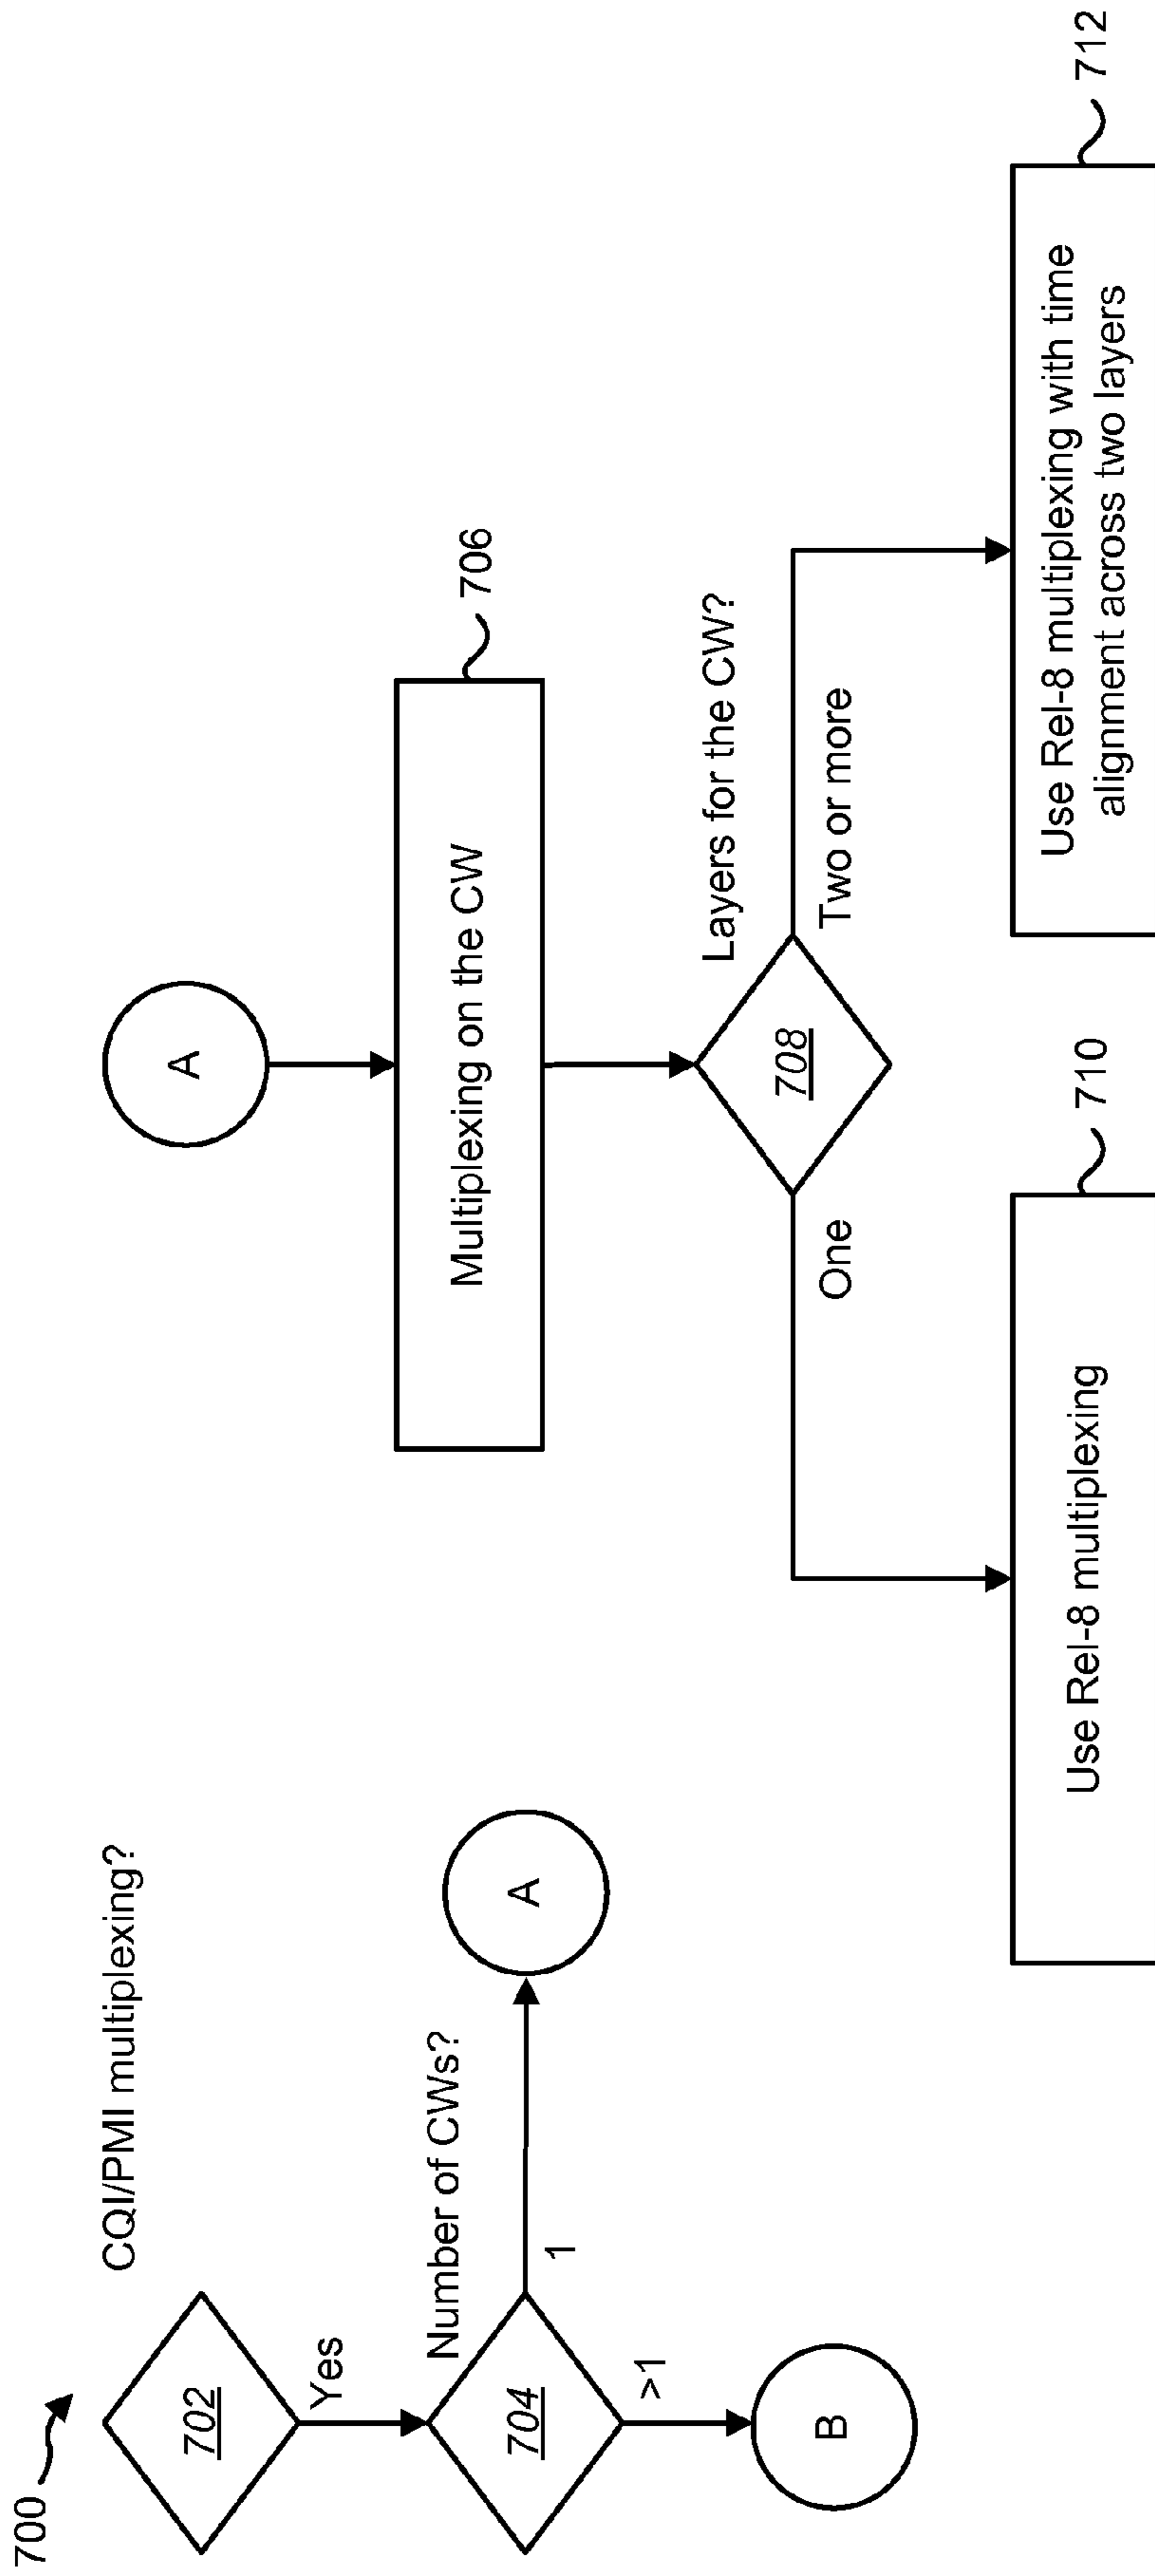 700
CQI/PMI multiplexing?
702
Yes
Number of CWs?
704
1
A
>1
B
A
Multiplexing on the CW
706
Layers for the CW?
708
One
Two or more
Use Rel-8 multiplexing
710
Use Rel-8 multiplexing with time
alignment across two layers
712